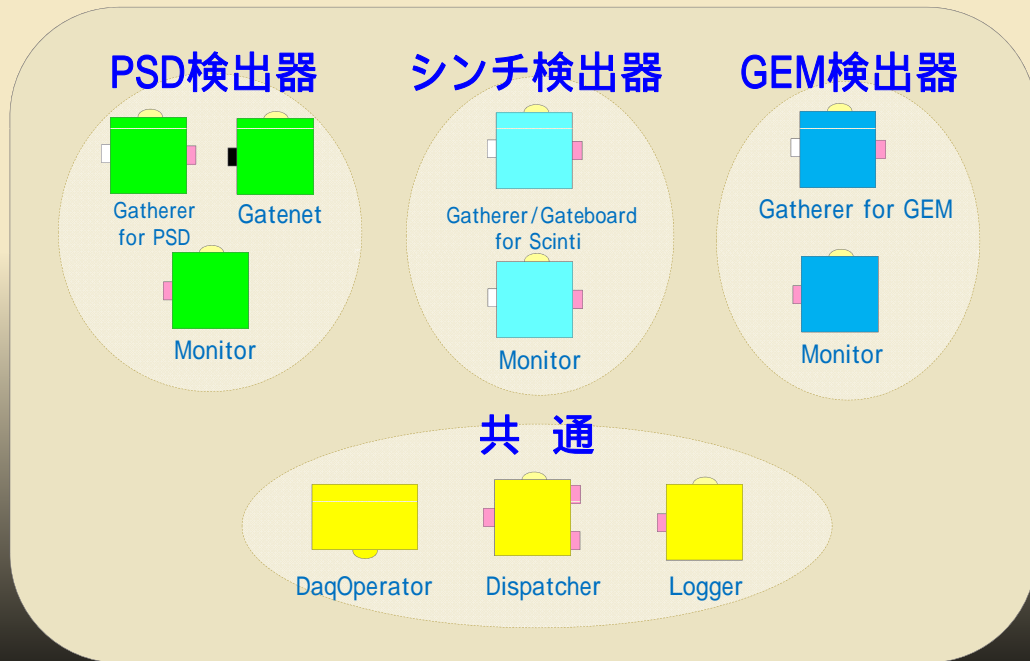 PSD検出器
シンチ検出器
GEM検出器
Gatherer
for PSD
Gatenet
Monitor
Gatherer/Gateboard
for Scinti
Monitor
Gatherer for GEM
Monitor
共 通
DaqOperator
Dispatcher
Logger